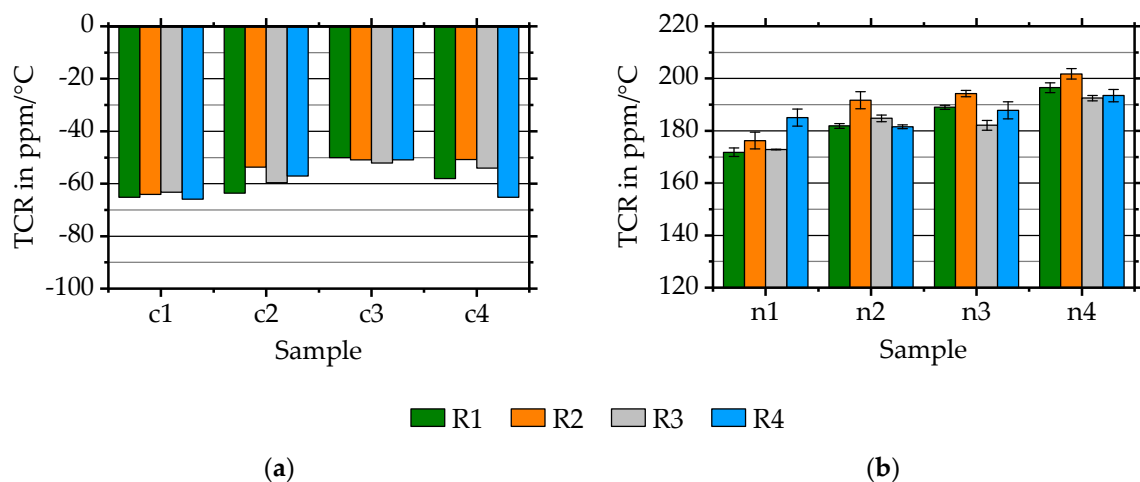 0
-20
-40
-60
-80
-100
TCR in ppm/°C
c1 c2 c3 c4
Sample
220
200
180
160
140
120
TCR in ppm/°C
n1 n2 n3 n4
Sample
R1 R2 R3 R4
(a) (b)